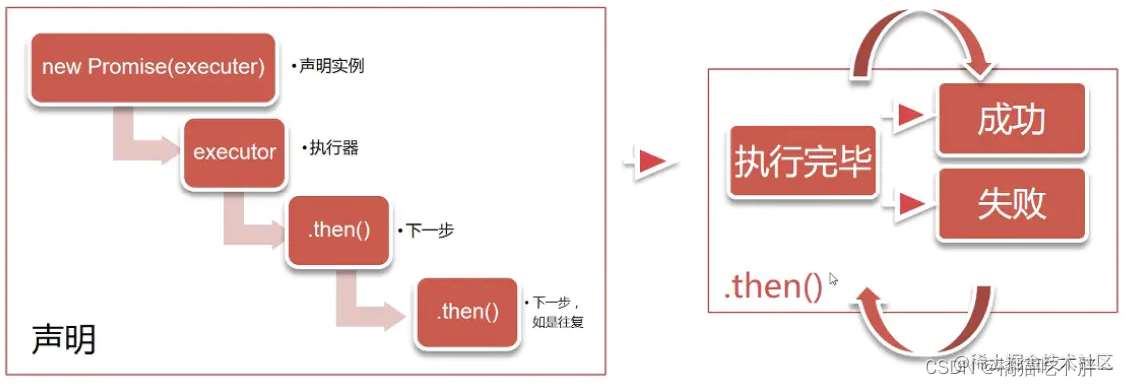 new Promise(executer)
•声明实例
executor
•执行器
.then()
•下一步
.then()
•下一步，
如是往复
声明
执行完毕
成功
失败
.then()
@稀土掘金技术社区